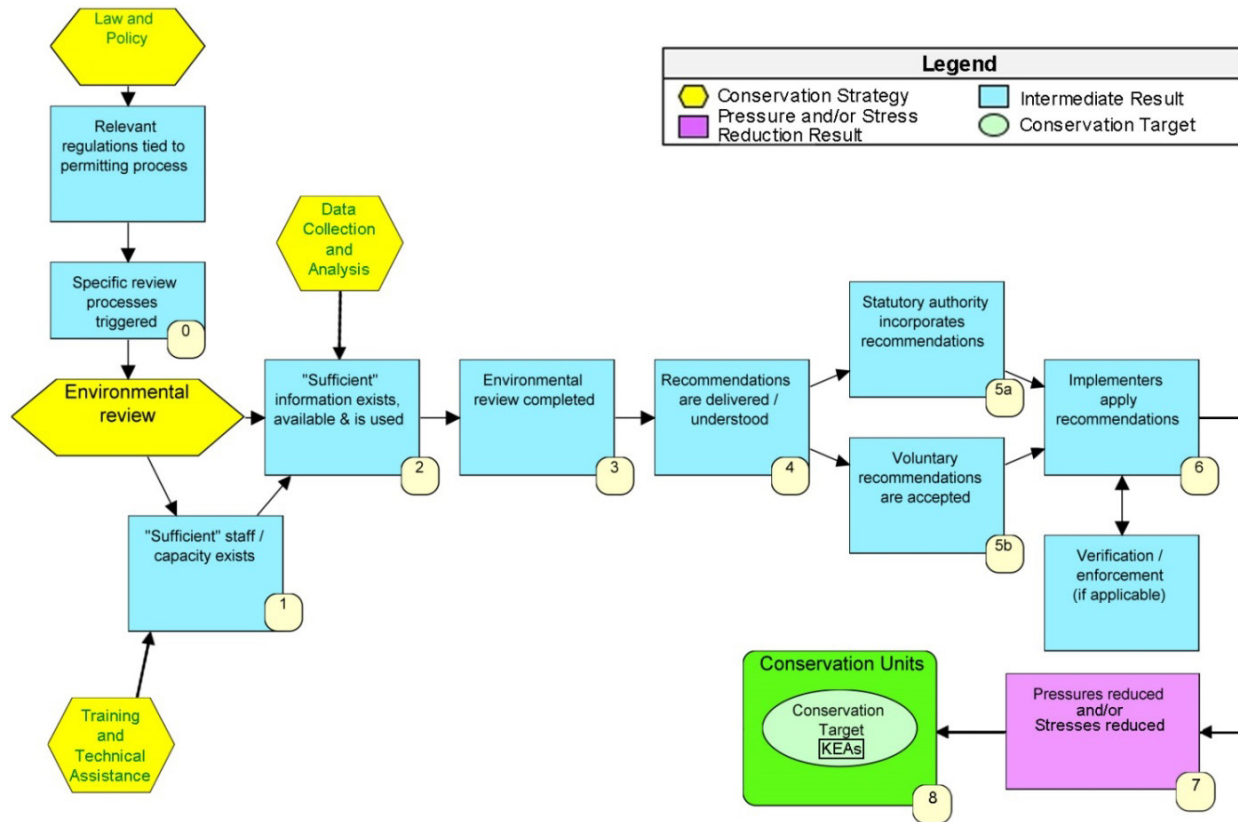 Law and
Policy
Relevant
regulations tied to
permitting process
Specific review
processes
triggered
0
Environmental
review
"Sufficient" staff /
capacity exists
1
Training
and
Technical
Assistance
Data
Collection
and
Analysis
"Sufficient"
information exists,
available & is used
2
Environmental
review completed
3
Recommendations
are delivered /
understood
4
Statutory authority
incorporates
recommendations
5a
Voluntary
recommendations
are accepted
5b
Implementers
apply
recommendations
6
Verification /
enforcement
(if applicable)
Pressures reduced
and/or
Stresses reduced
7
Conservation Units
Conservation
Target
KEAs
8
Legend
Conservation Strategy
Pressure and/or Stress
Reduction Result
Intermediate Result
Conservation Target